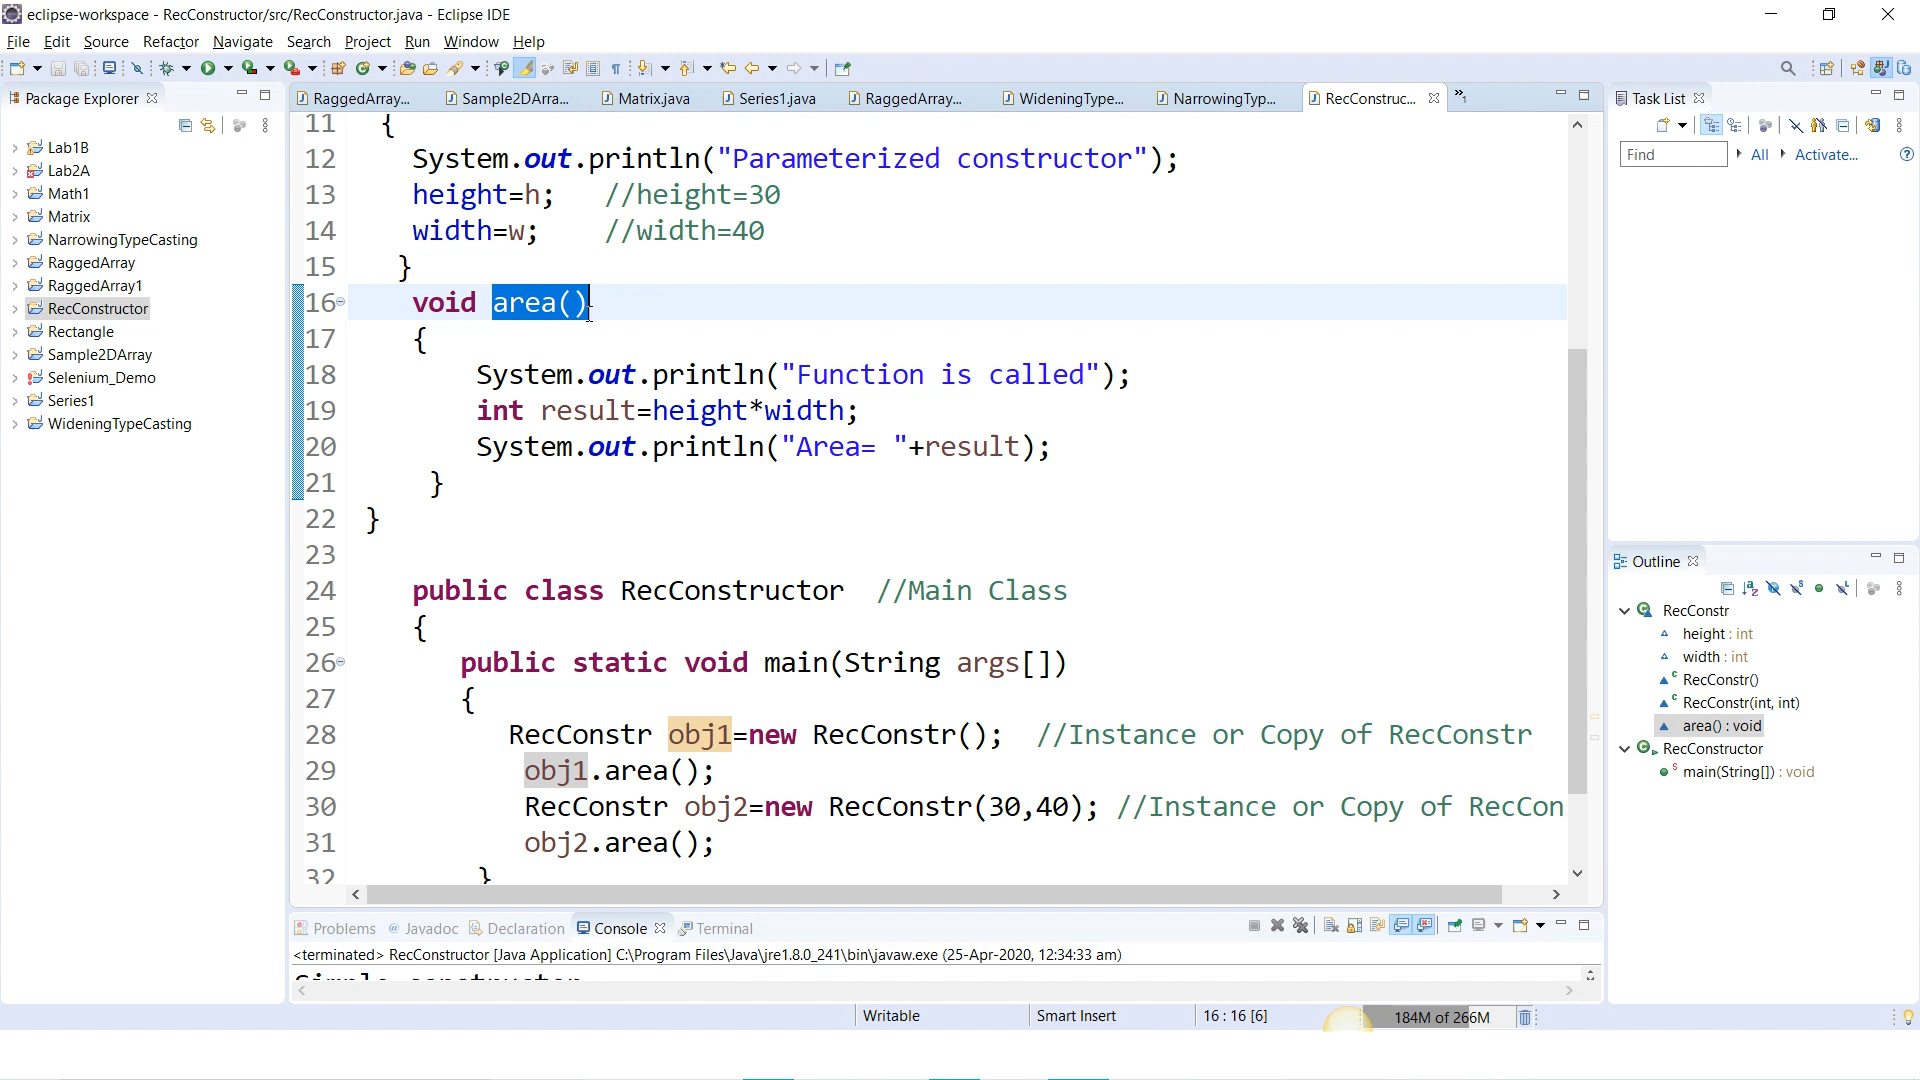 eclipse-workspace - RecConstructor/src/RecConstructor.java - Eclipse IDE
File Edit Source Refactor Navigate Search Project Run Window Help
Package Explorer
Lab1B
Lab2A
Math1
Matrix
NarrowingTypeCasting
RaggedArray
RaggedArray1
RecConstructor
Rectangle
Sample2DArray
Selenium_Demo
Series1
WideningTypeCasting
RaggedArray... Sample2DArra... Matrix.java Series1.java RaggedArray... WideningType... NarrowingTyp... RecConstruc... »1
11 {
12 System.out.println("Parameterized constructor");
13 height=h; //height=30
14 width=w; //width=40
15 }
16 void area()
17 {
18 System.out.println("Function is called");
19 int result=height*width;
20 System.out.println("Area= "+result);
21 }
22 }
23
24 public class RecConstructor //Main Class
25 {
26 public static void main(String args[])
27 {
28 RecConstr obj1=new RecConstr(); //Instance or Copy of RecConstr
29 obj1.area();
30 RecConstr obj2=new RecConstr(30,40); //Instance or Copy of RecCon
31 obj2.area();
32 }
Problems @ Javadoc Declaration Console Terminal
<terminated> RecConstructor [Java Application] C:\Program Files\Java\jre1.8.0_241\bin\javaw.exe (25-Apr-2020, 12:34:33 am)
Writable Smart Insert 16 : 16 [6] 184M of 266M
Task List
Find All Activate...
Outline
RecConstr
height : int
width : int
RecConstr()
RecConstr(int, int)
area() : void
RecConstructor
main(String[]) : void